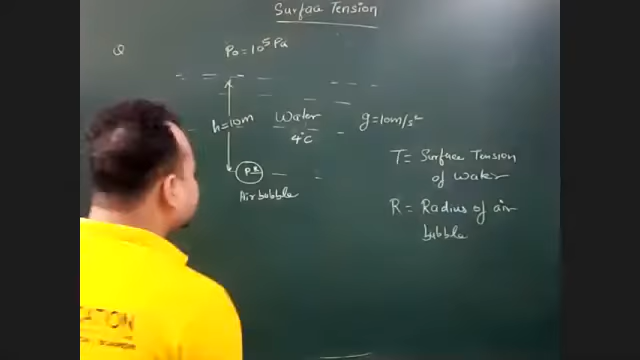 Surface Tension
Q
P₀ = 10⁵ Pa
h = 10m
Water
4°C
g = 10 m/s²
P.R
Air bubble
T = Surface Tension
of water
R = Radius of air
bubble